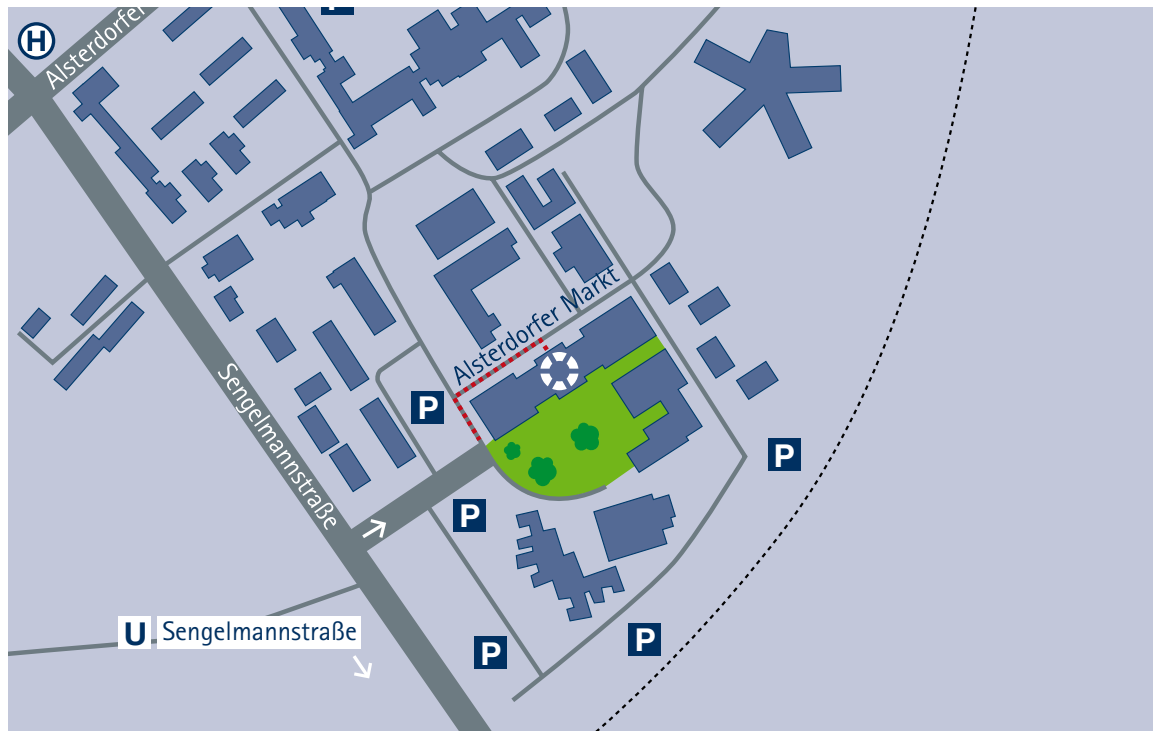 P
H
Alsterdorfer
Alsterdorfer Markt
Sengelmannstraße
P
P
P
U Sengelmannstraße
P
P